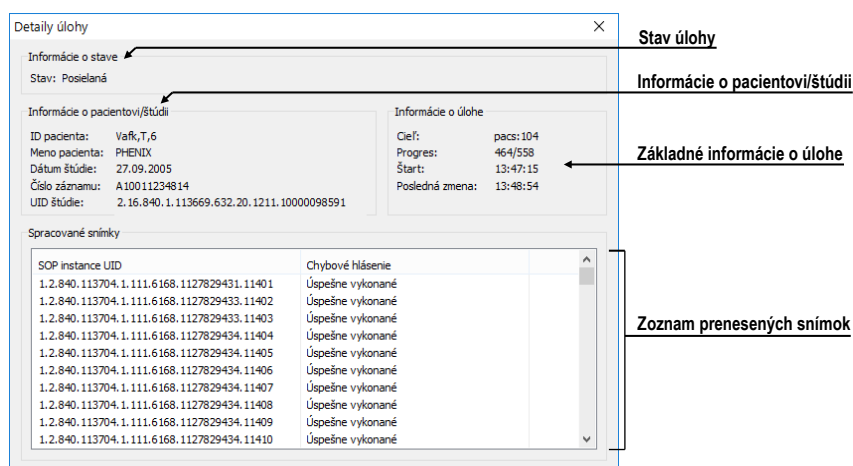 Detaily úlohy
Stav úlohy
Informácie o stave
Stav: Posielaná
Informácie o pacientovi/štúdii
Informácie o pacientovi/štúdii
ID pacienta: Vafk,T,6
Meno pacienta: PHENIX
Dátum štúdie: 27.09.2005
Číslo záznamu: A10011234814
UID štúdie: 2.16.840.1.113669.632.20.1211.10000098591
Informácie o úlohe
Cieľ: pacs:104
Progres: 464/558
Štart: 13:47:15
Posledná zmena: 13:48:54
Základné informácie o úlohe
Spracované snímky
SOP instance UID Chybové hlásenie
1.2.840.113704.1.111.6168.1127829431.11401 Úspešne vykonané
1.2.840.113704.1.111.6168.1127829433.11402 Úspešne vykonané
1.2.840.113704.1.111.6168.1127829433.11403 Úspešne vykonané
1.2.840.113704.1.111.6168.1127829434.11404 Úspešne vykonané
1.2.840.113704.1.111.6168.1127829434.11405 Úspešne vykonané
1.2.840.113704.1.111.6168.1127829434.11406 Úspešne vykonané
1.2.840.113704.1.111.6168.1127829434.11407 Úspešne vykonané
1.2.840.113704.1.111.6168.1127829434.11408 Úspešne vykonané
1.2.840.113704.1.111.6168.1127829434.11409 Úspešne vykonané
1.2.840.113704.1.111.6168.1127829434.11410 Úspešne vykonané
Zoznam prenesených snímok